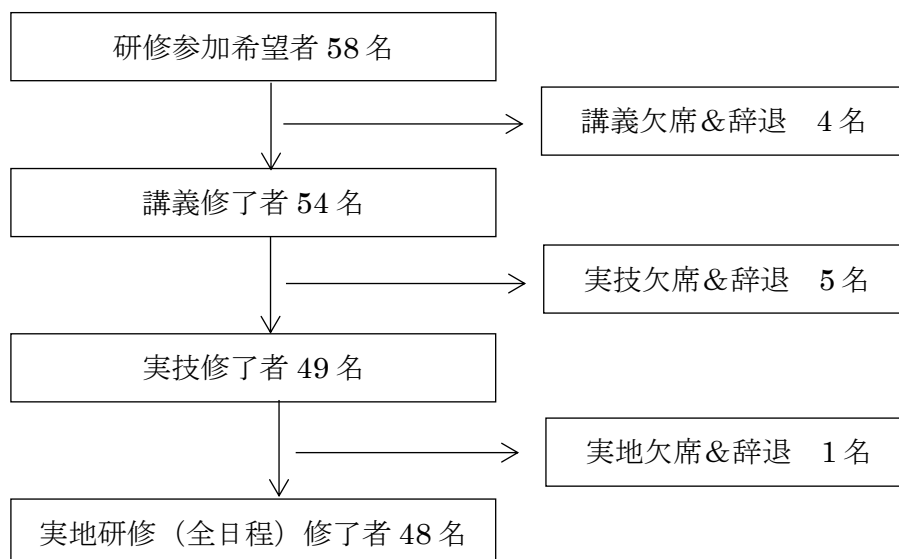 研修参加希望者 58 名
講義欠席＆辞退　4 名
講義修了者 54 名
実技欠席＆辞退　5 名
実技修了者 49 名
実地欠席＆辞退　1 名
実地研修（全日程）修了者 48 名